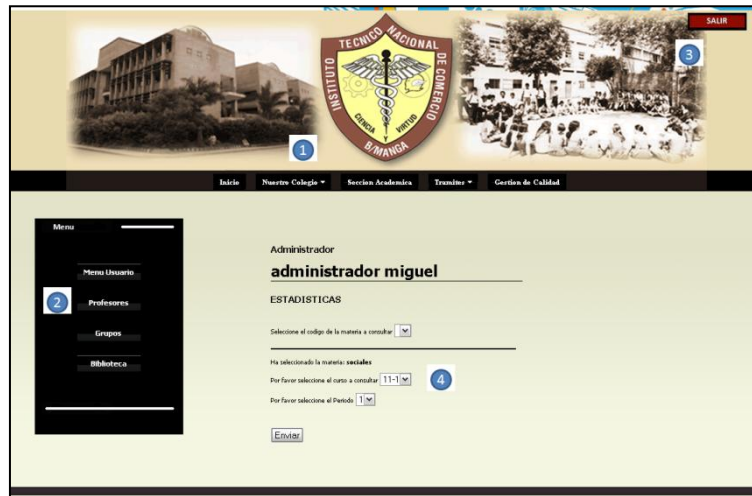 SALIR
3
INSTITUTO TECNICO NACIONAL DE COMERCIO
CIENCIA Y VIRTUD
B/MANGA
1
Inicio Nuestro Colegio Seccion Academica Tramites Gestion de Calidad
Menu
Menu Usuario
2 Profesores
Grupos
Biblioteca
Administrador
administrador miguel
ESTADISTICAS
Seleccione el codigo de la materia a consultar
Ha seleccionado la materia: sociales
Por favor seleccione el curso a consultar 11-1
4
Por favor seleccione el Periodo 1
Enviar